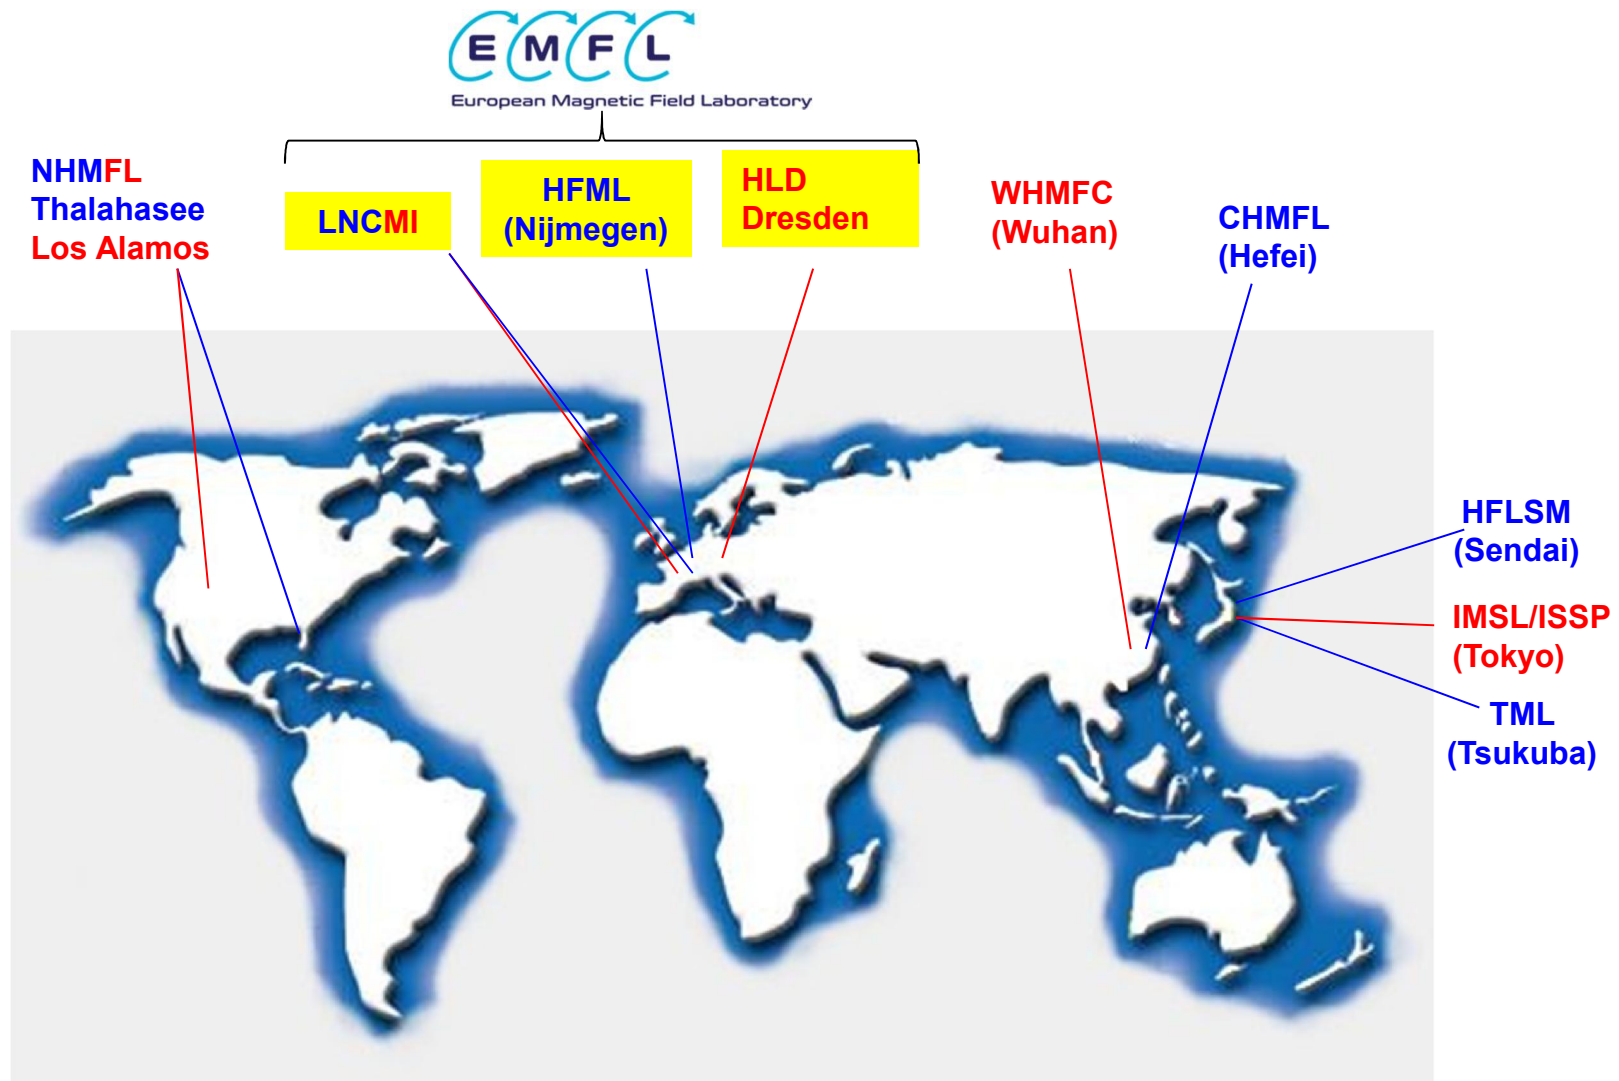 EMFL
European Magnetic Field Laboratory
NHMFL
Thalahasee
Los Alamos
LNCMI
HFML
(Nijmegen)
HLD
Dresden
WHMFC
(Wuhan)
CHMFL
(Hefei)
HFLSM
(Sendai)
IMSL/ISSP
(Tokyo)
TML
(Tsukuba)